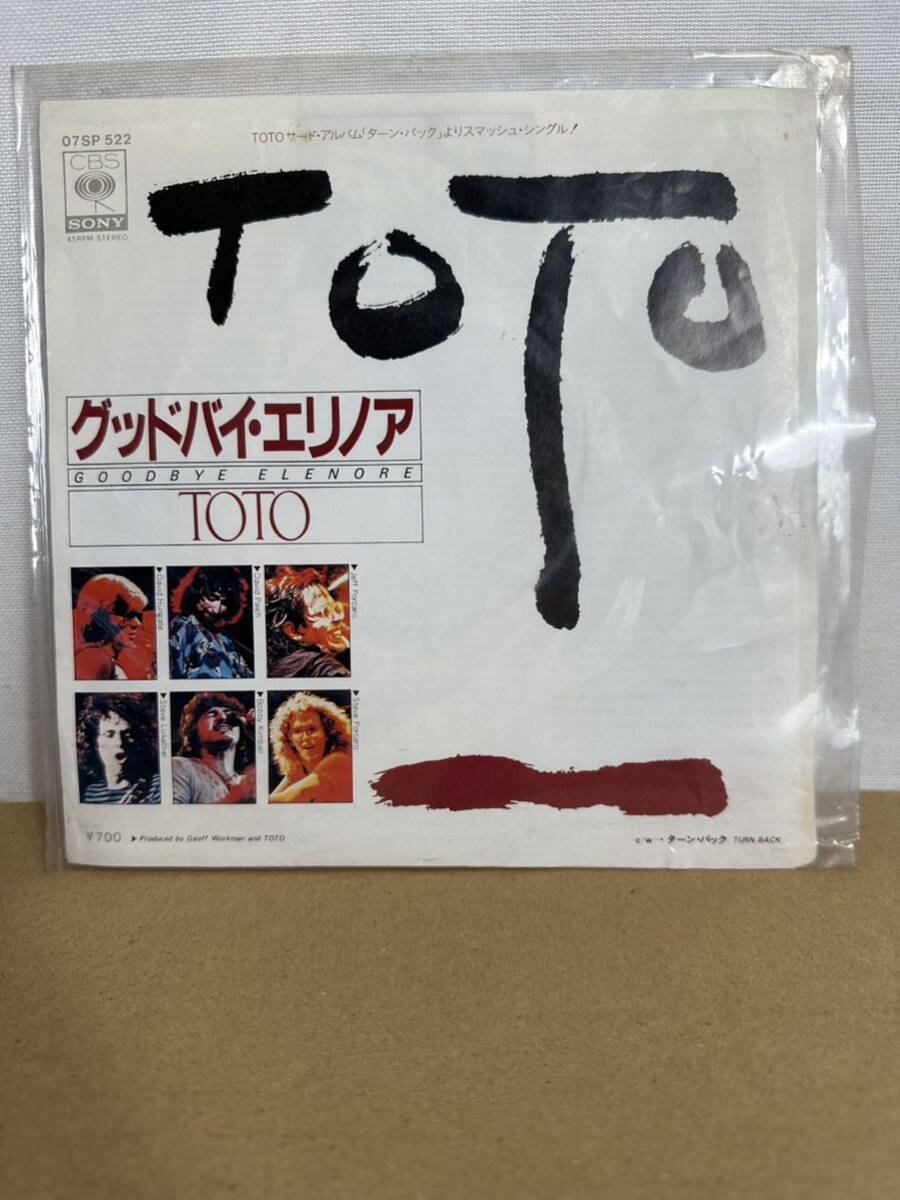 TOTOサード・アルバム「ターン・バック」よりスマッシュ・シングル!
07SP 522
CBS
SONY
45RPM STEREO
TOTO
グッドバイ・エリノア
GOODBYE ELENORE
TOTO
▼David Hungate
▼David Paich
▼Jeff Porcaro
▼Steve Lukather
▼Bobby Kimball
▼Steve Porcaro
¥700
➤ Produced by Geoff Workman and TOTO
c/w→ターン・バック TURN BACK